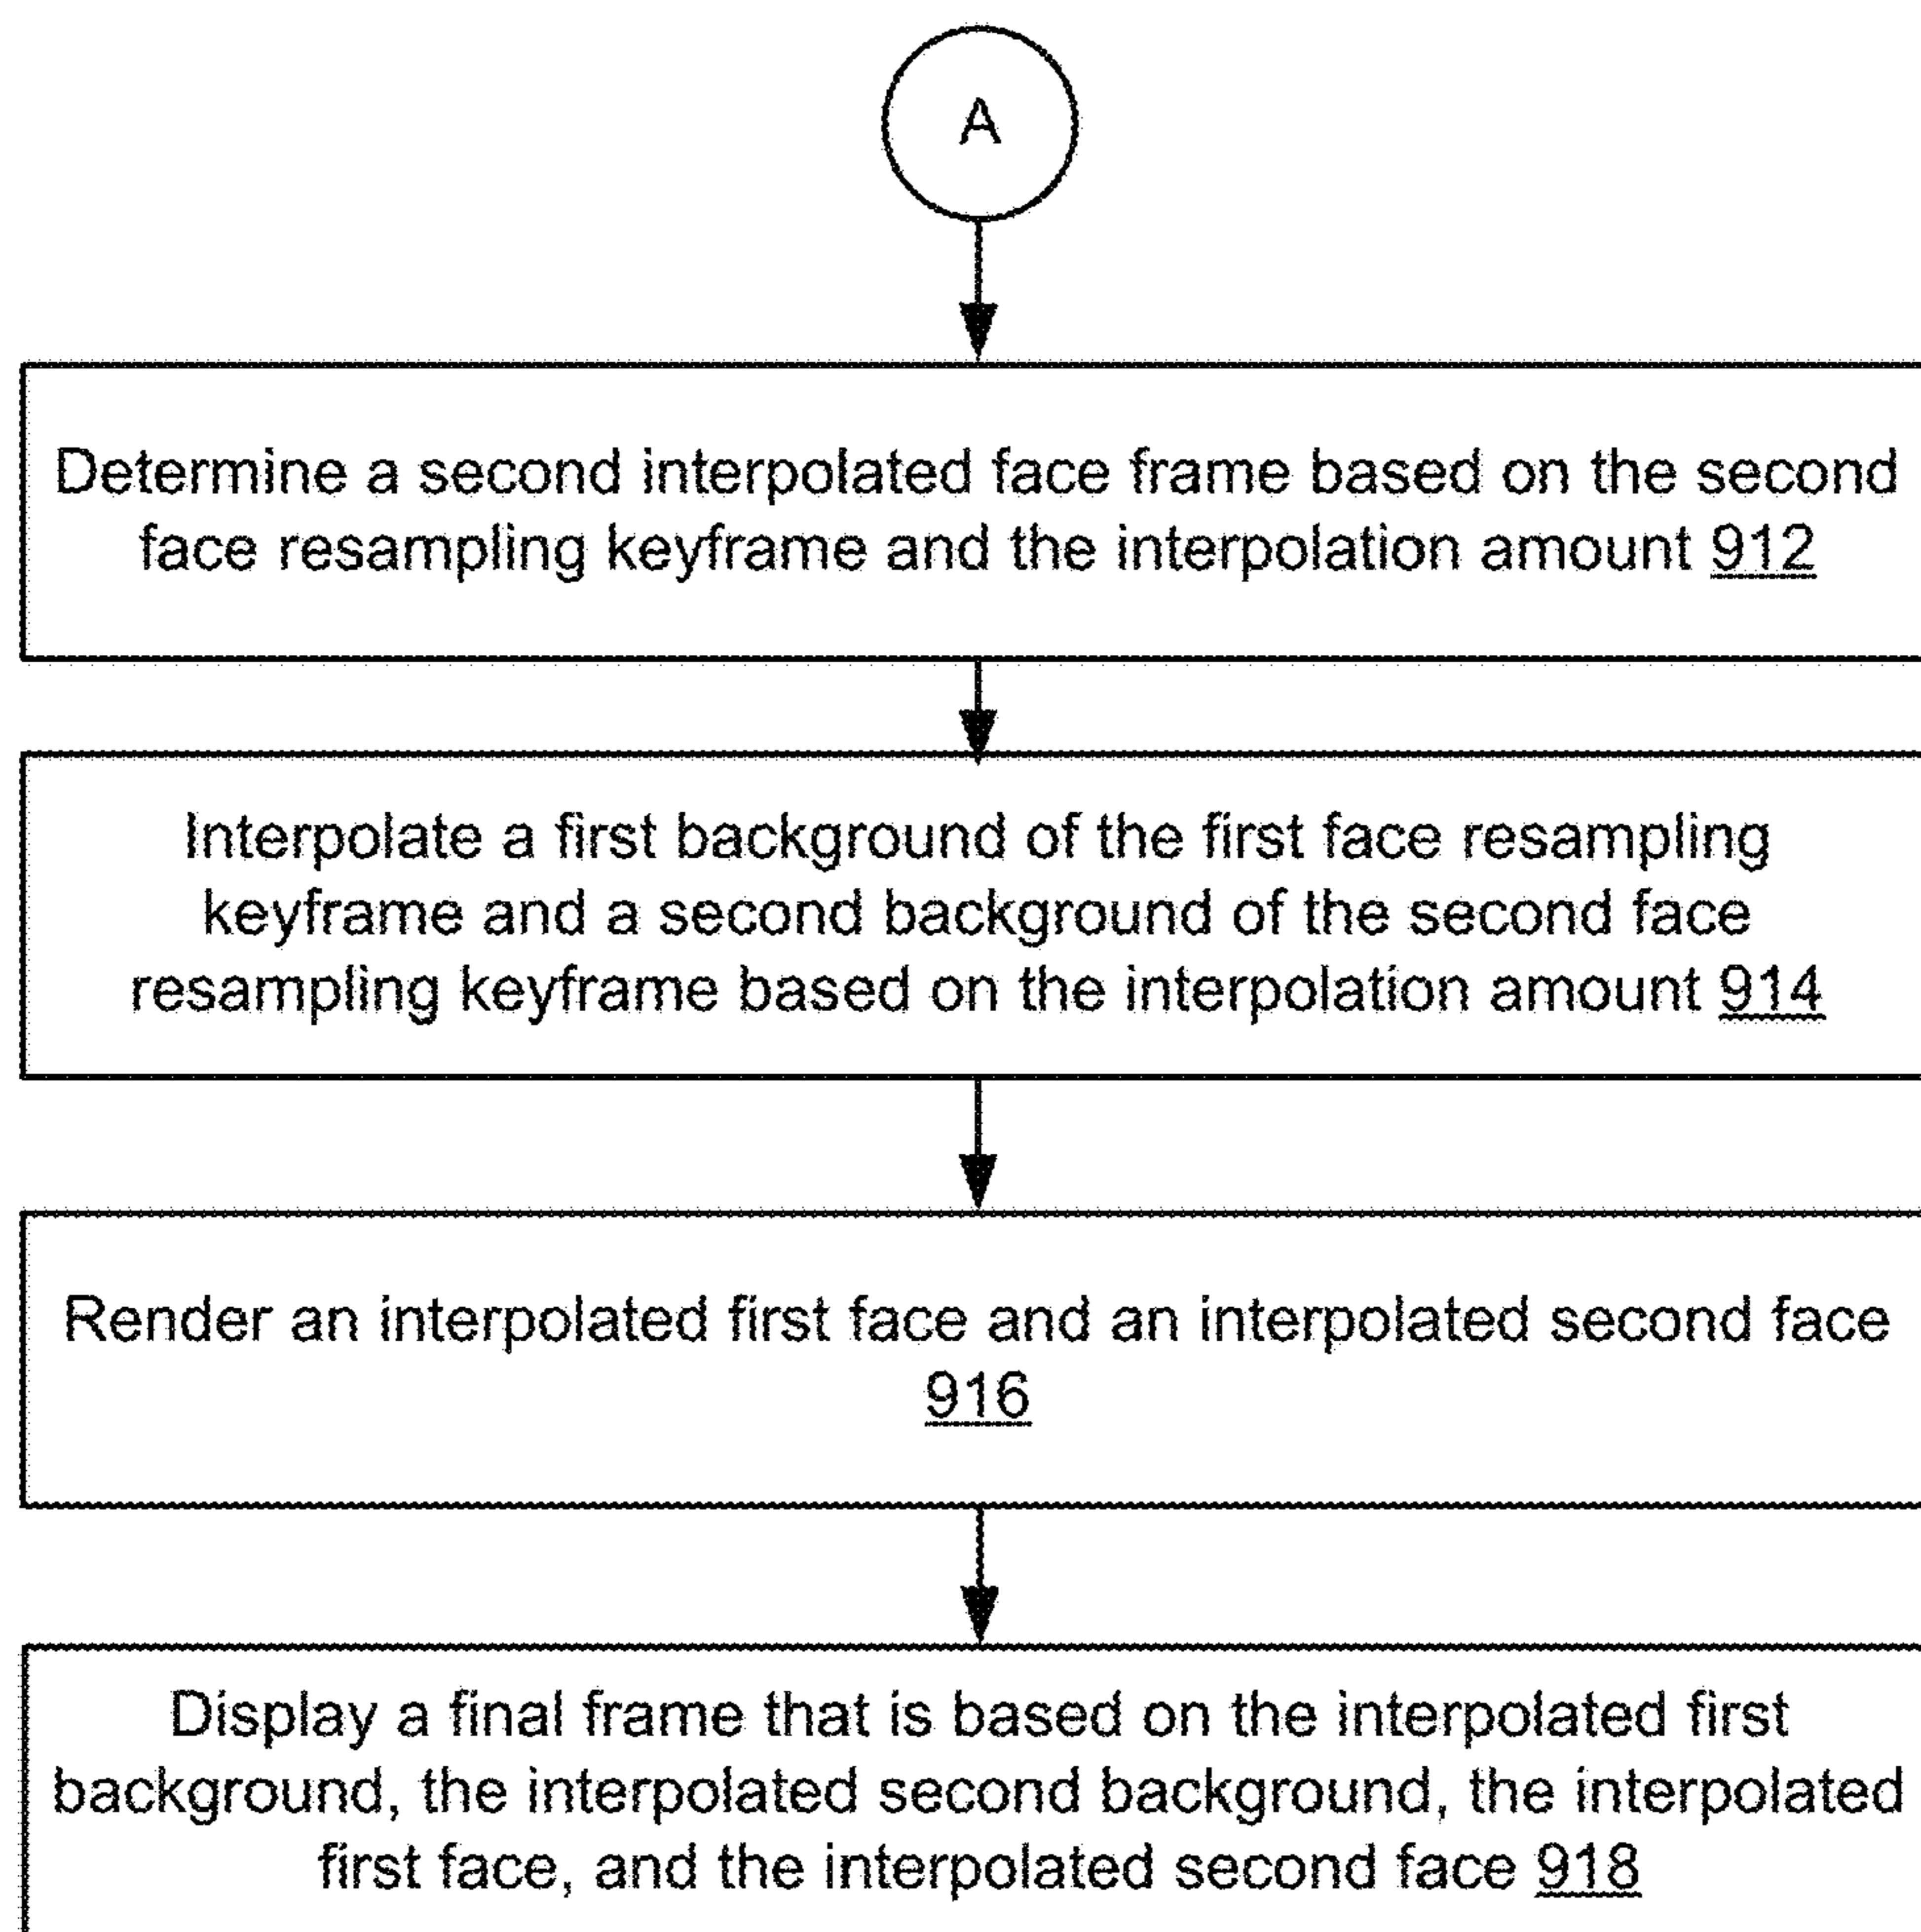 A
Determine a second interpolated face frame based on the second
face resampling keyframe and the interpolation amount 912
Interpolate a first background of the first face resampling
keyframe and a second background of the second face
resampling keyframe based on the interpolation amount 914
Render an interpolated first face and an interpolated second face
916
Display a final frame that is based on the interpolated first
background, the interpolated second background, the interpolated
first face, and the interpolated second face 918